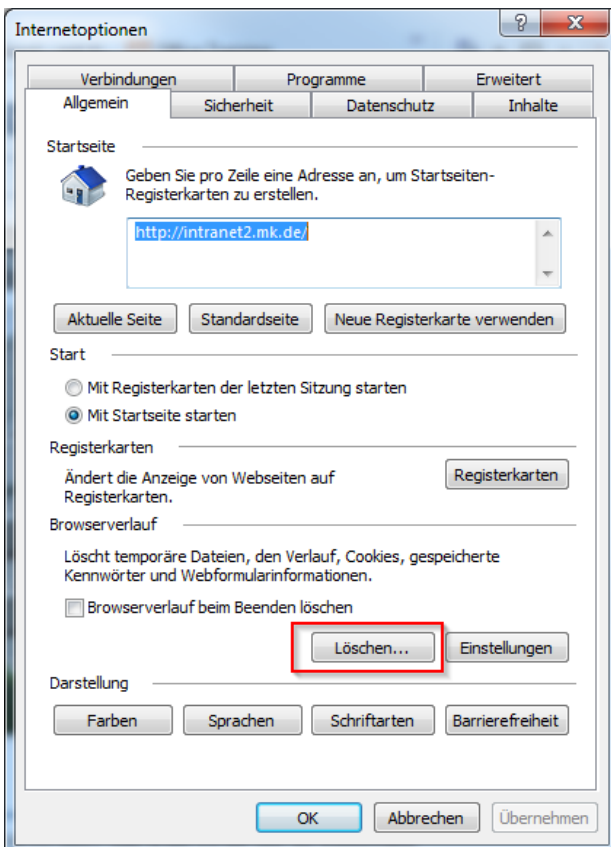 Internetoptionen
Verbindungen Programme Erweitert
Allgemein Sicherheit Datenschutz Inhalte
Startseite
Geben Sie pro Zeile eine Adresse an, um Startseiten-
Registerkarten zu erstellen.
http://intranet2.mk.de/
Aktuelle Seite Standardseite Neue Registerkarte verwenden
Start
Mit Registerkarten der letzten Sitzung starten
Mit Startseite starten
Registerkarten
Ändert die Anzeige von Webseiten auf
Registerkarten.
Registerkarten
Browserverlauf
Löscht temporäre Dateien, den Verlauf, Cookies, gespeicherte
Kennwörter und Webformularinformationen.
Browserverlauf beim Beenden löschen
Löschen... Einstellungen
Darstellung
Farben Sprachen Schriftarten Barrierefreiheit
OK Abbrechen Übernehmen